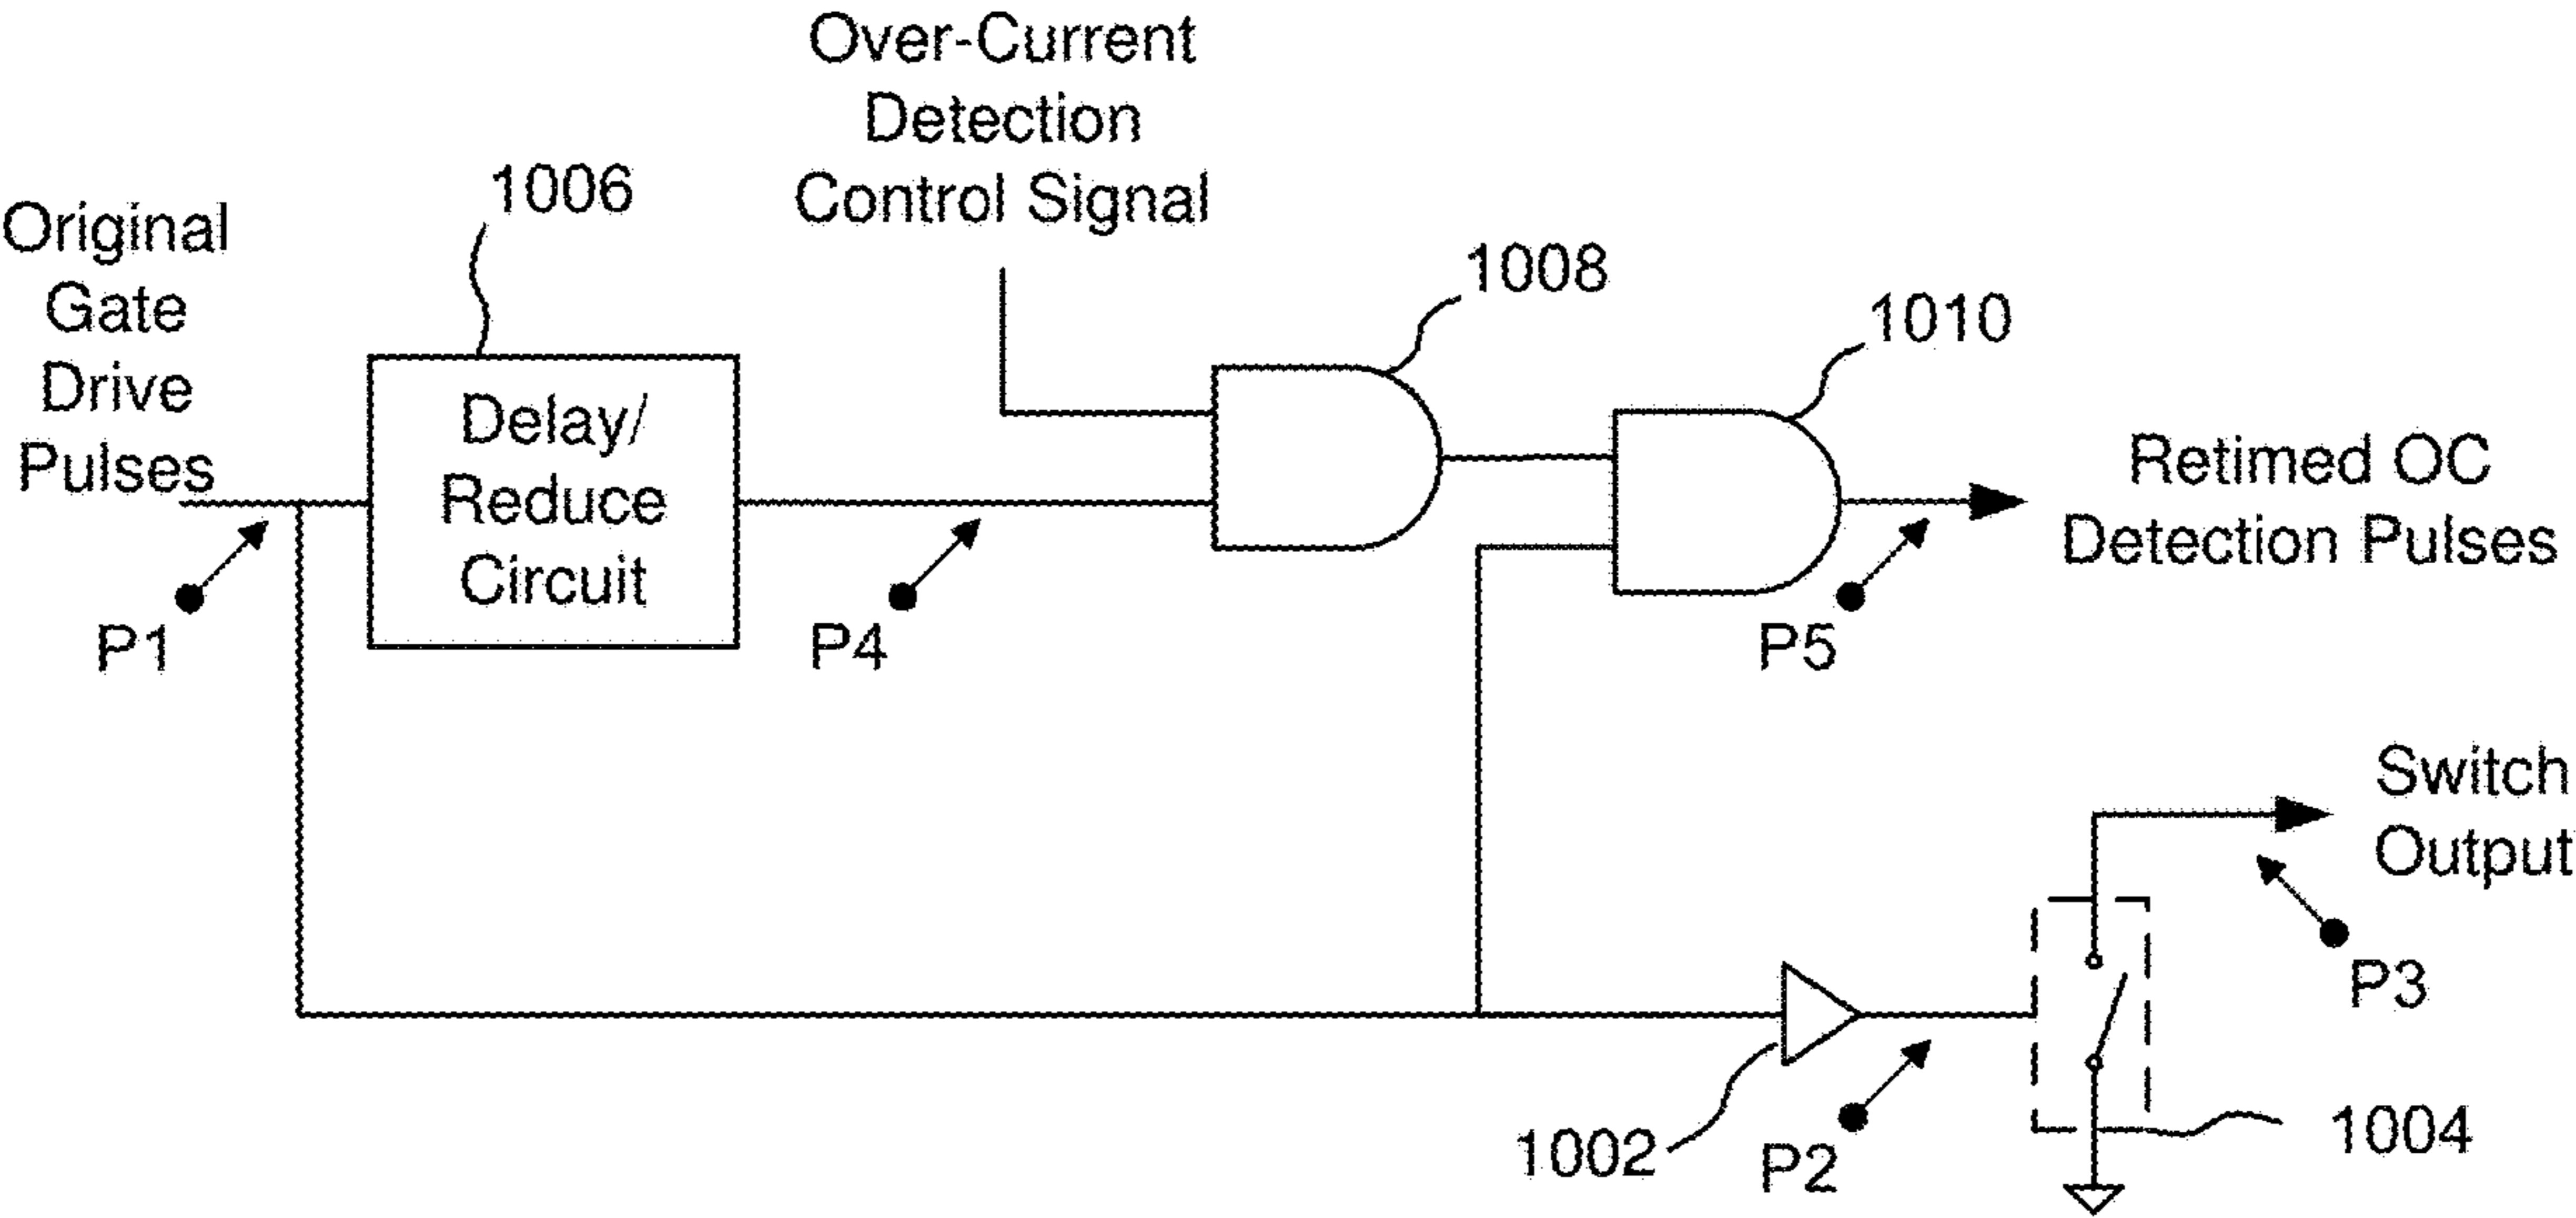 Over-Current
Detection
Control Signal
1006
Original
Gate
Drive
Pulses
1008
1010
Delay/
Reduce
Circuit
Retimed OC
Detection Pulses
P1
P4
P5
Switch
Output
P3
1002
P2
1004